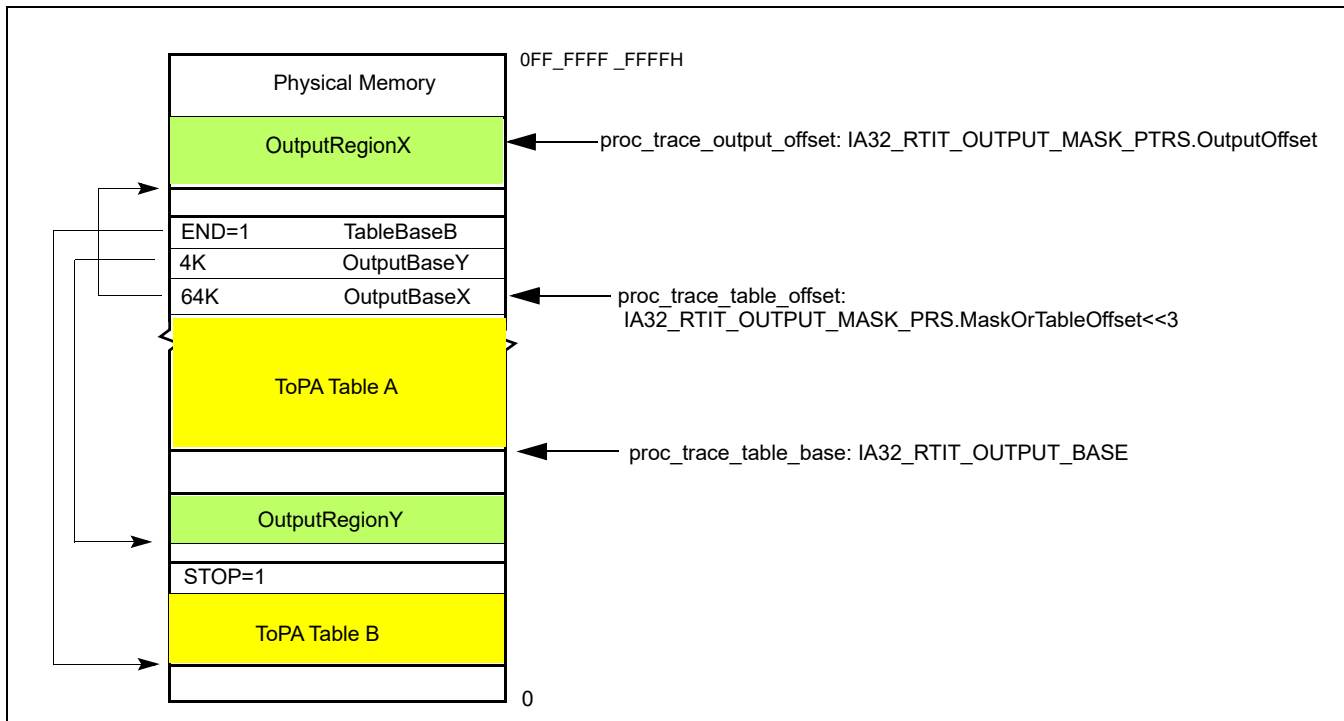 0FF_FFFF _FFFFH
Physical Memory
OutputRegionX
proc_trace_output_offset: IA32_RTIT_OUTPUT_MASK_PTRS.OutputOffset
END=1 TableBaseB
4K OutputBaseY
64K OutputBaseX
proc_trace_table_offset:
IA32_RTIT_OUTPUT_MASK_PRS.MaskOrTableOffset<<3
ToPA Table A
proc_trace_table_base: IA32_RTIT_OUTPUT_BASE
OutputRegionY
STOP=1
ToPA Table B
0